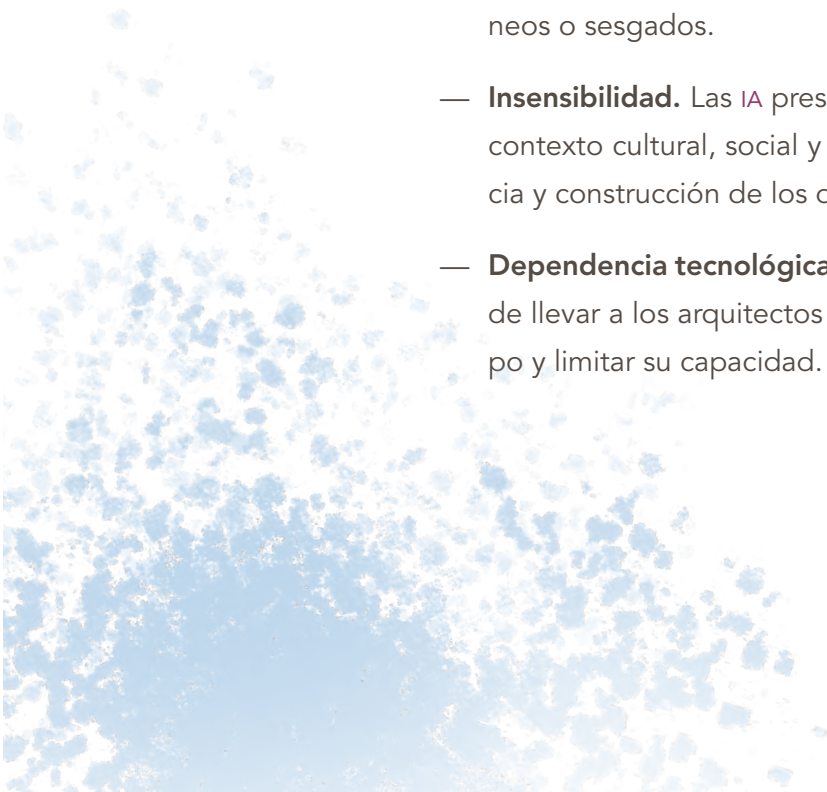 neos o sesgados.
— Insensibilidad. Las IA pres
contexto cultural, social y
cia y construcción de los
— Dependencia tecnológica
de llevar a los arquitectos
po y limitar su capacidad.